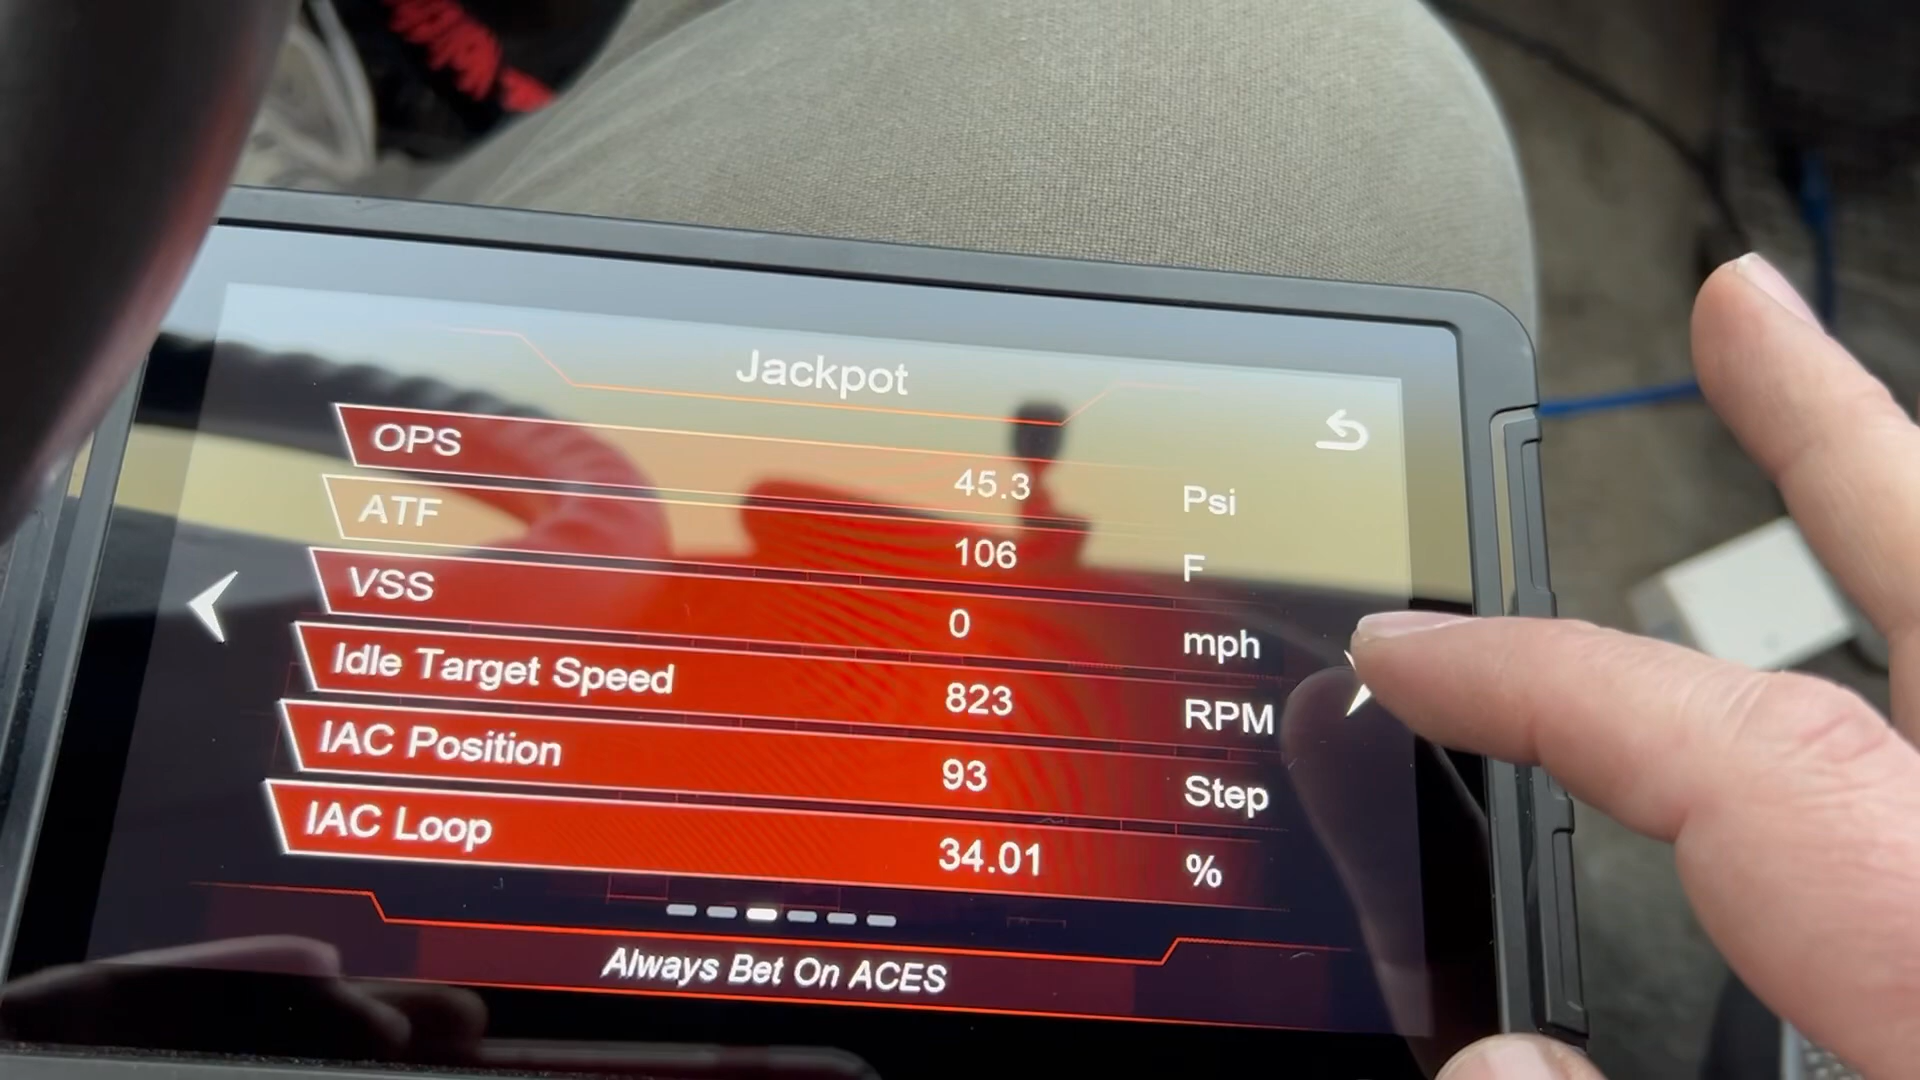 Jackpot
OPS 45.3 Psi
ATF 106 F
VSS 0 mph
Idle Target Speed 823 RPM
IAC Position 93 Step
IAC Loop 34.01 %
Always Bet On ACES